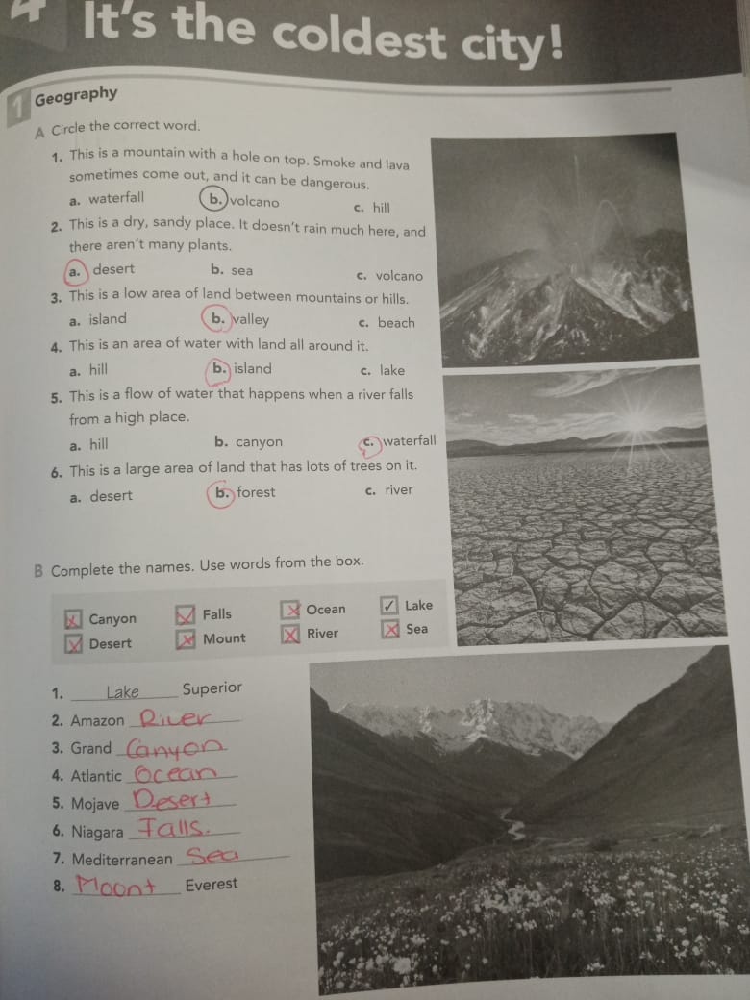 4 It's the coldest city!
1 Geography
A Circle the correct word.
1. This is a mountain with a hole on top. Smoke and lava
sometimes come out, and it can be dangerous.
a. waterfall b. volcano c. hill
2. This is a dry, sandy place. It doesn't rain much here, and
there aren't many plants.
a. desert b. sea c. volcano
3. This is a low area of land between mountains or hills.
a. island b. valley c. beach
4. This is an area of water with land all around it.
a. hill b. island c. lake
5. This is a flow of water that happens when a river falls
from a high place.
a. hill b. canyon c. waterfall
6. This is a large area of land that has lots of trees on it.
a. desert b. forest c. river
B Complete the names. Use words from the box.
Canyon Falls Ocean ✓ Lake
Desert Mount River Sea
1. Lake Superior
2. Amazon River
3. Grand Canyon
4. Atlantic Ocean
5. Mojave Desert
6. Niagara Falls.
7. Mediterranean Sea
8. Moont Everest